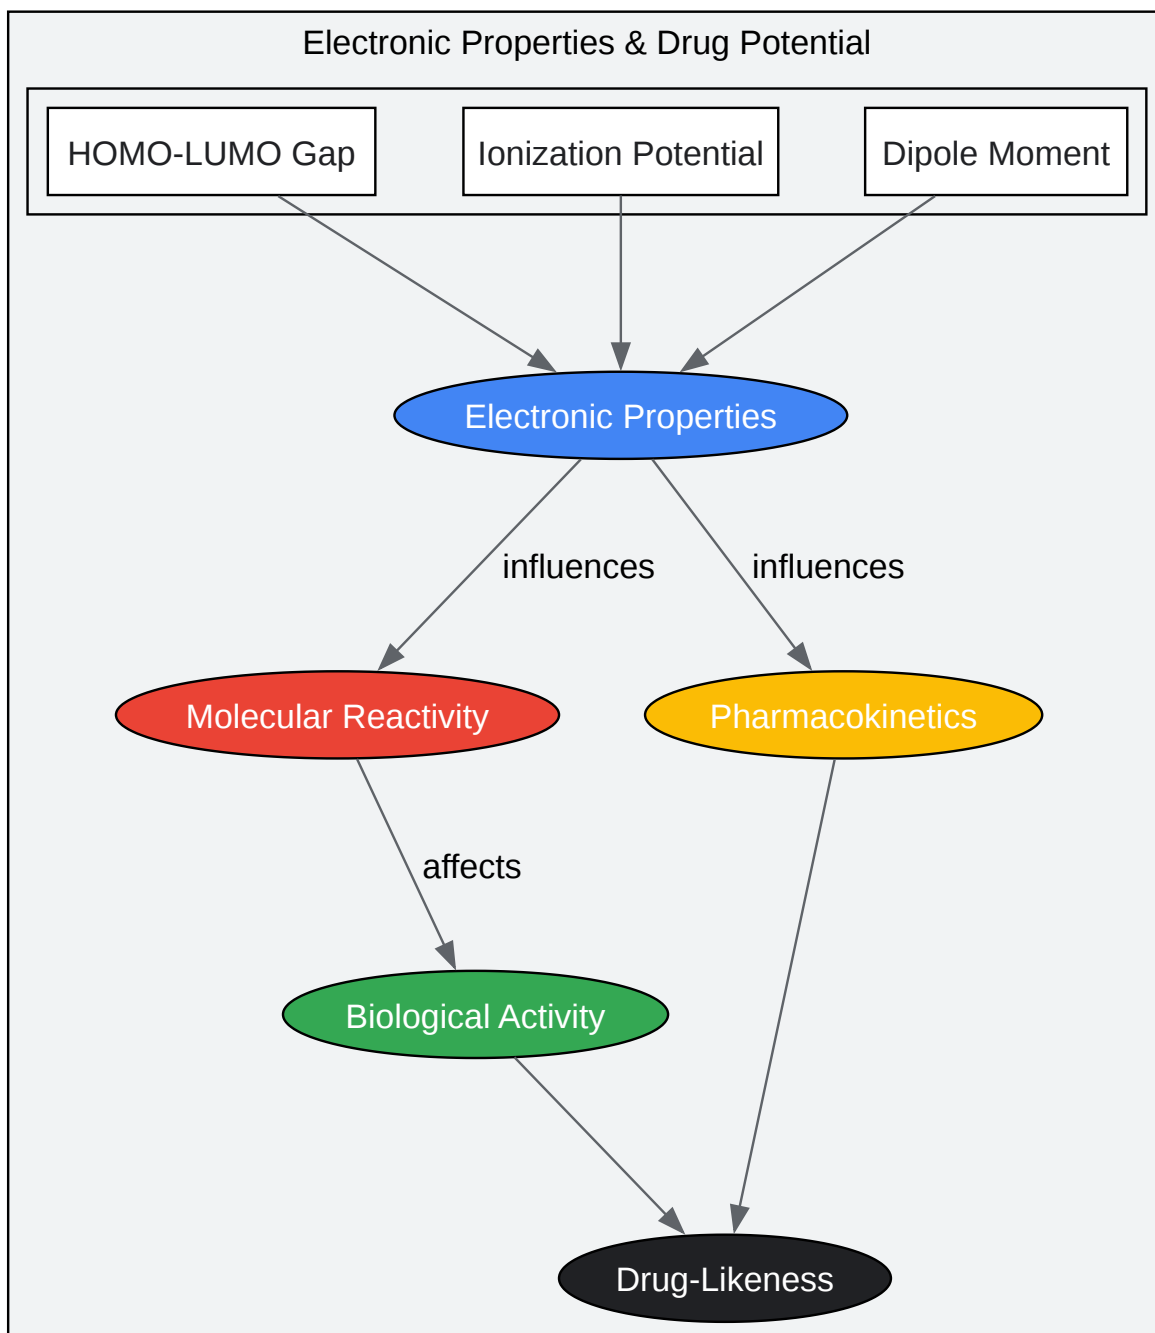 Electronic Properties & Drug Potential
HOMO-LUMO Gap
Ionization Potential
Dipole Moment
Electronic Properties
influences
influences
Molecular Reactivity
Pharmacokinetics
affects
Biological Activity
Drug-Likeness